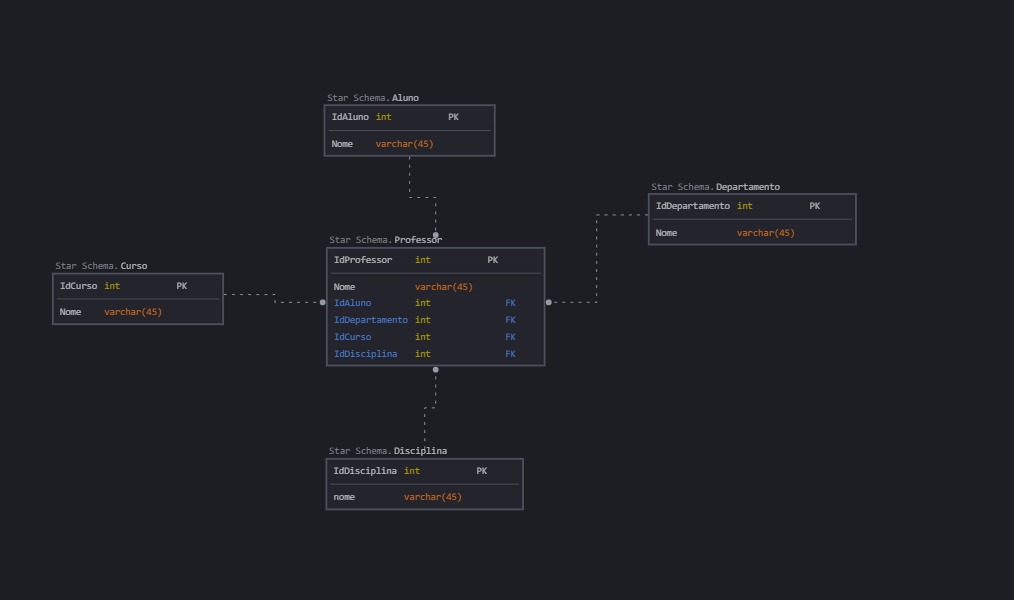 Star Schema.Aluno
IdAluno int PK
Nome varchar(45)
Star Schema.Departamento
IdDepartamento int PK
Nome varchar(45)
Star Schema.Professor
IdProfessor int PK
Nome varchar(45)
IdAluno int FK
IdDepartamento int FK
IdCurso int FK
IdDisciplina int FK
Star Schema.Curso
IdCurso int PK
Nome varchar(45)
Star Schema.Disciplina
IdDisciplina int PK
nome varchar(45)